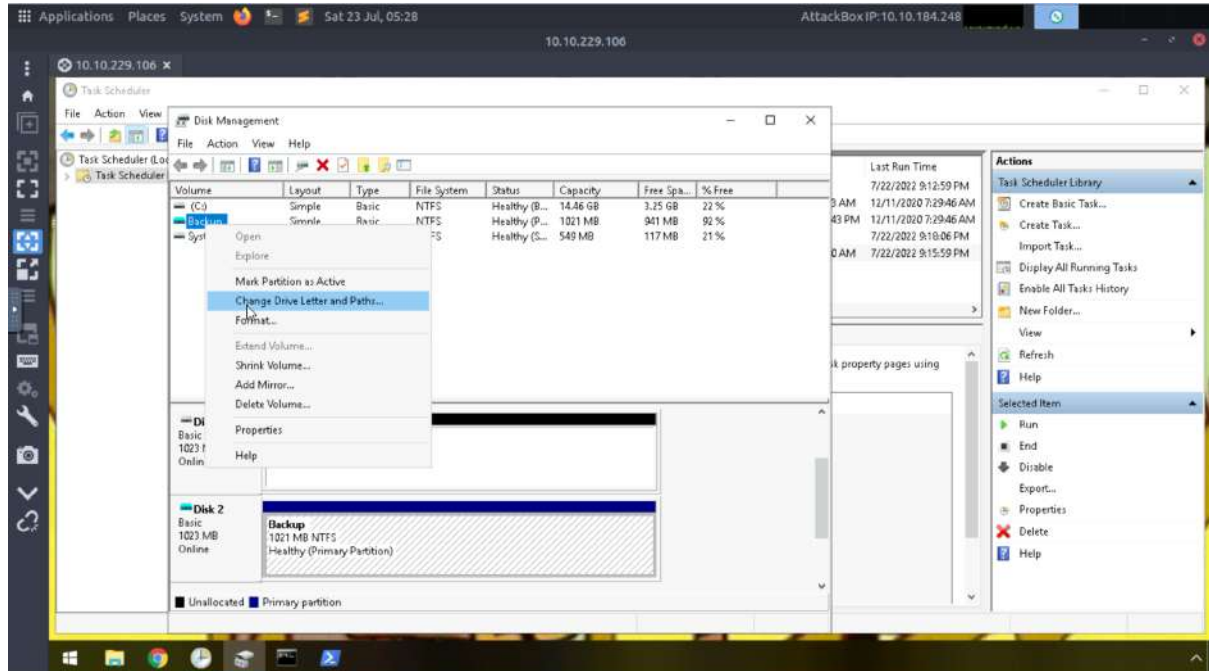 Applications Places System Sat 23 Jul, 05:28 AttackBox IP:10.10.184.248
10.10.229.106
10.10.229.106 ×
Task Scheduler
File Action View
Task Scheduler (Loc
Task Scheduler
Disk Management
File Action View Help
Volume Layout Type File System Status Capacity Free Spa... % Free
(C:) Simple Basic NTFS Healthy (B... 14.46 GB 3.25 GB 22 %
Backup Simple Basic NTFS Healthy (P... 1021 MB 941 MB 92 %
Syst FS Healthy (S... 549 MB 117 MB 21 %
Open
Explore
Mark Partition as Active
Change Drive Letter and Paths...
Format...
Extend Volume...
Shrink Volume...
Add Mirror...
Delete Volume...
Properties
Help
Di
Basic
1023 M
Onlin
Disk 2
Basic
1023 MB
Online
Backup
1021 MB NTFS
Healthy (Primary Partition)
Unallocated Primary partition
Last Run Time
7/22/2022 9:12:59 PM
3 AM 12/11/2020 7:29:46 AM
43 PM 12/11/2020 7:29:46 AM
7/22/2022 9:18:06 PM
0 AM 7/22/2022 9:15:59 PM
sk property pages using
Actions
Task Scheduler Library
Create Basic Task...
Create Task...
Import Task...
Display All Running Tasks
Enable All Tasks History
New Folder...
View
Refresh
Help
Selected Item
Run
End
Disable
Export...
Properties
Delete
Help